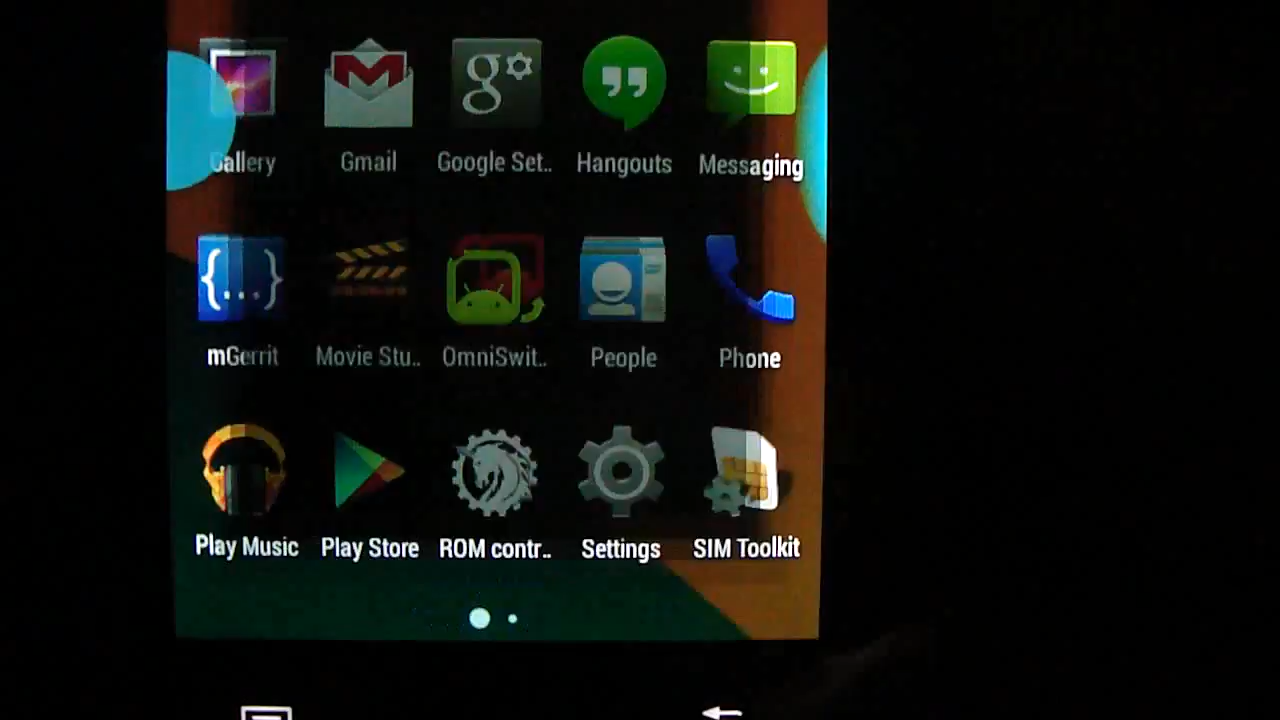 Gallery Gmail Google Set.. Hangouts Messaging
mGerrit Movie Stu.. OmniSwit.. People Phone
Play Music Play Store ROM contr.. Settings SIM Toolkit